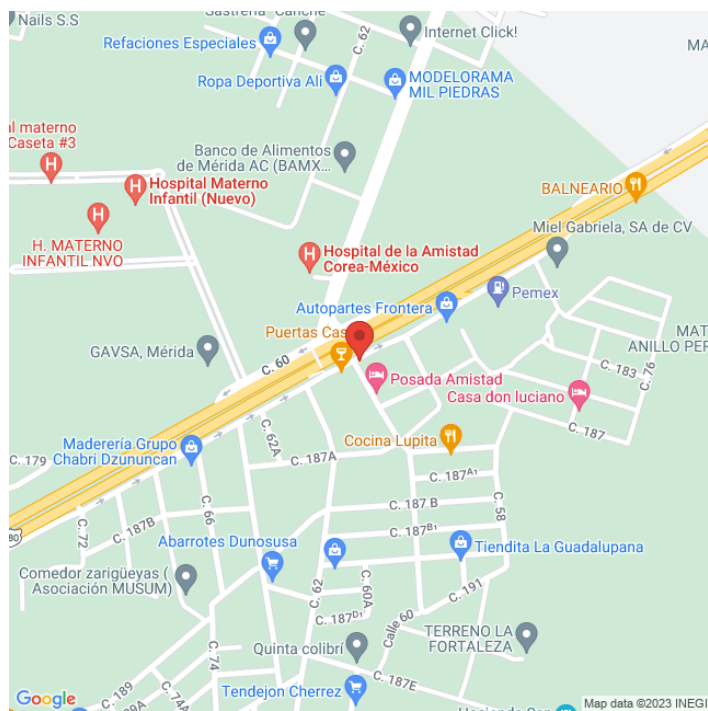 Nails S.S
Sastrería "Canche"
C. 62
Internet Click!
Refaciones Especiales
MA
Ropa Deportiva Ali
MODELORAMA
MIL PIEDRAS
al materno
Caseta #3
Banco de Alimentos
de Mérida AC (BAMX...
Hospital Materno
Infantil (Nuevo)
BALNEARIO
H. MATERNO
INFANTIL NVO
Miel Gabriela, SA de CV
Hospital de la Amistad
Corea-México
Pemex
Autopartes Frontera
Puertas Cas
MAT
ANILLO PER
GAVSA, Mérida
C. 60
C. 183
C. 76
Posada Amistad
Casa don luciano
C. 187
C. 62A
Cocina Lupita
Maderería Grupo
Chabri Dzununcan
C. 179
C. 187A
C. 187A1
C. 66
C. 187 B
C. 58
80
C. 72
C. 187B
C. 187B1
Abarrotes Dunosusa
Tiendita La Guadalupana
Comedor zarigüeyas (
Asociación MUSUM)
C. 62
C. 60A
C. 191
C. 187D1
Calle 60
TERRENO LA
FORTALEZA
C. 74
Quinta colibrí
C. 189
C. 187E
Tendejon Cherrez
C. 74A
Google
Map data ©2023 INEGI